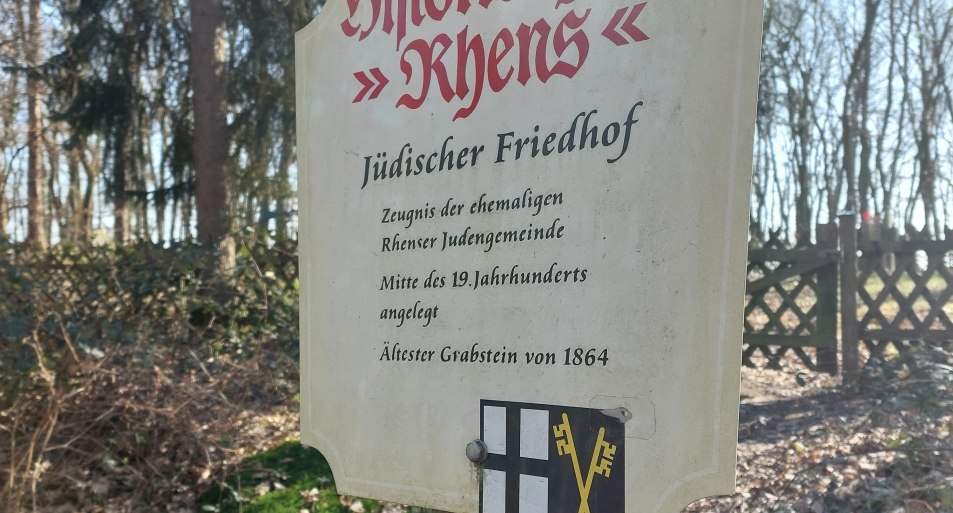 » Rhens «
Jüdischer Friedhof
Zeugnis der ehemaligen
Rhenser Judengemeinde
Mitte des 19.Jahrhunderts
angelegt
Ältester Grabstein von 1864